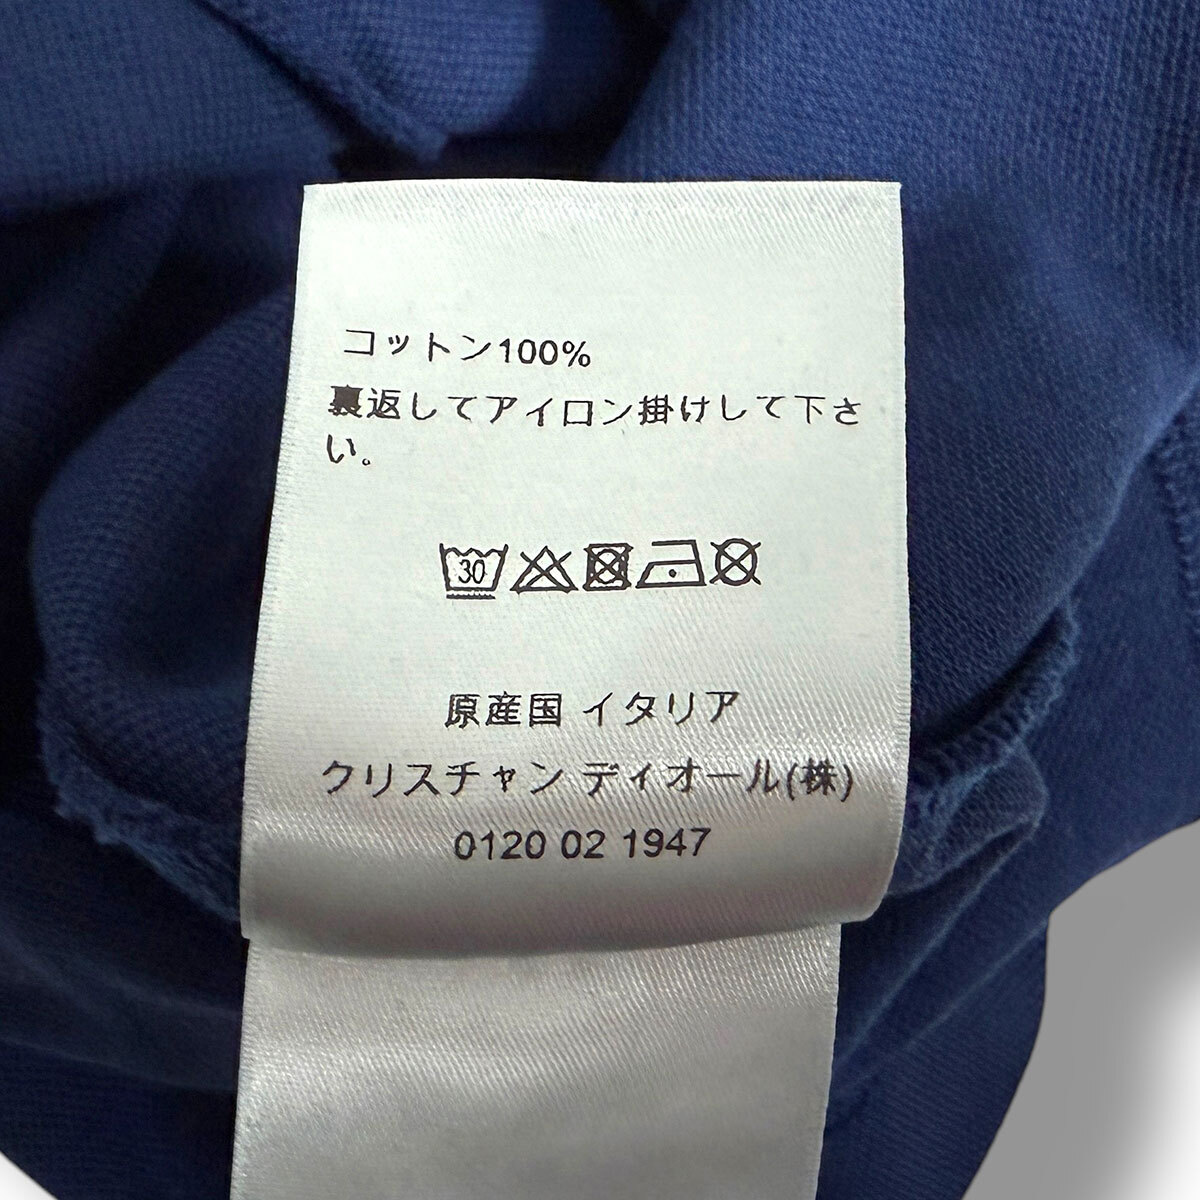 コットン100%
裏返してアイロン掛けして下さ
い。
30
原産国 イタリア
クリスチャン ディオール(株)
0120 02 1947